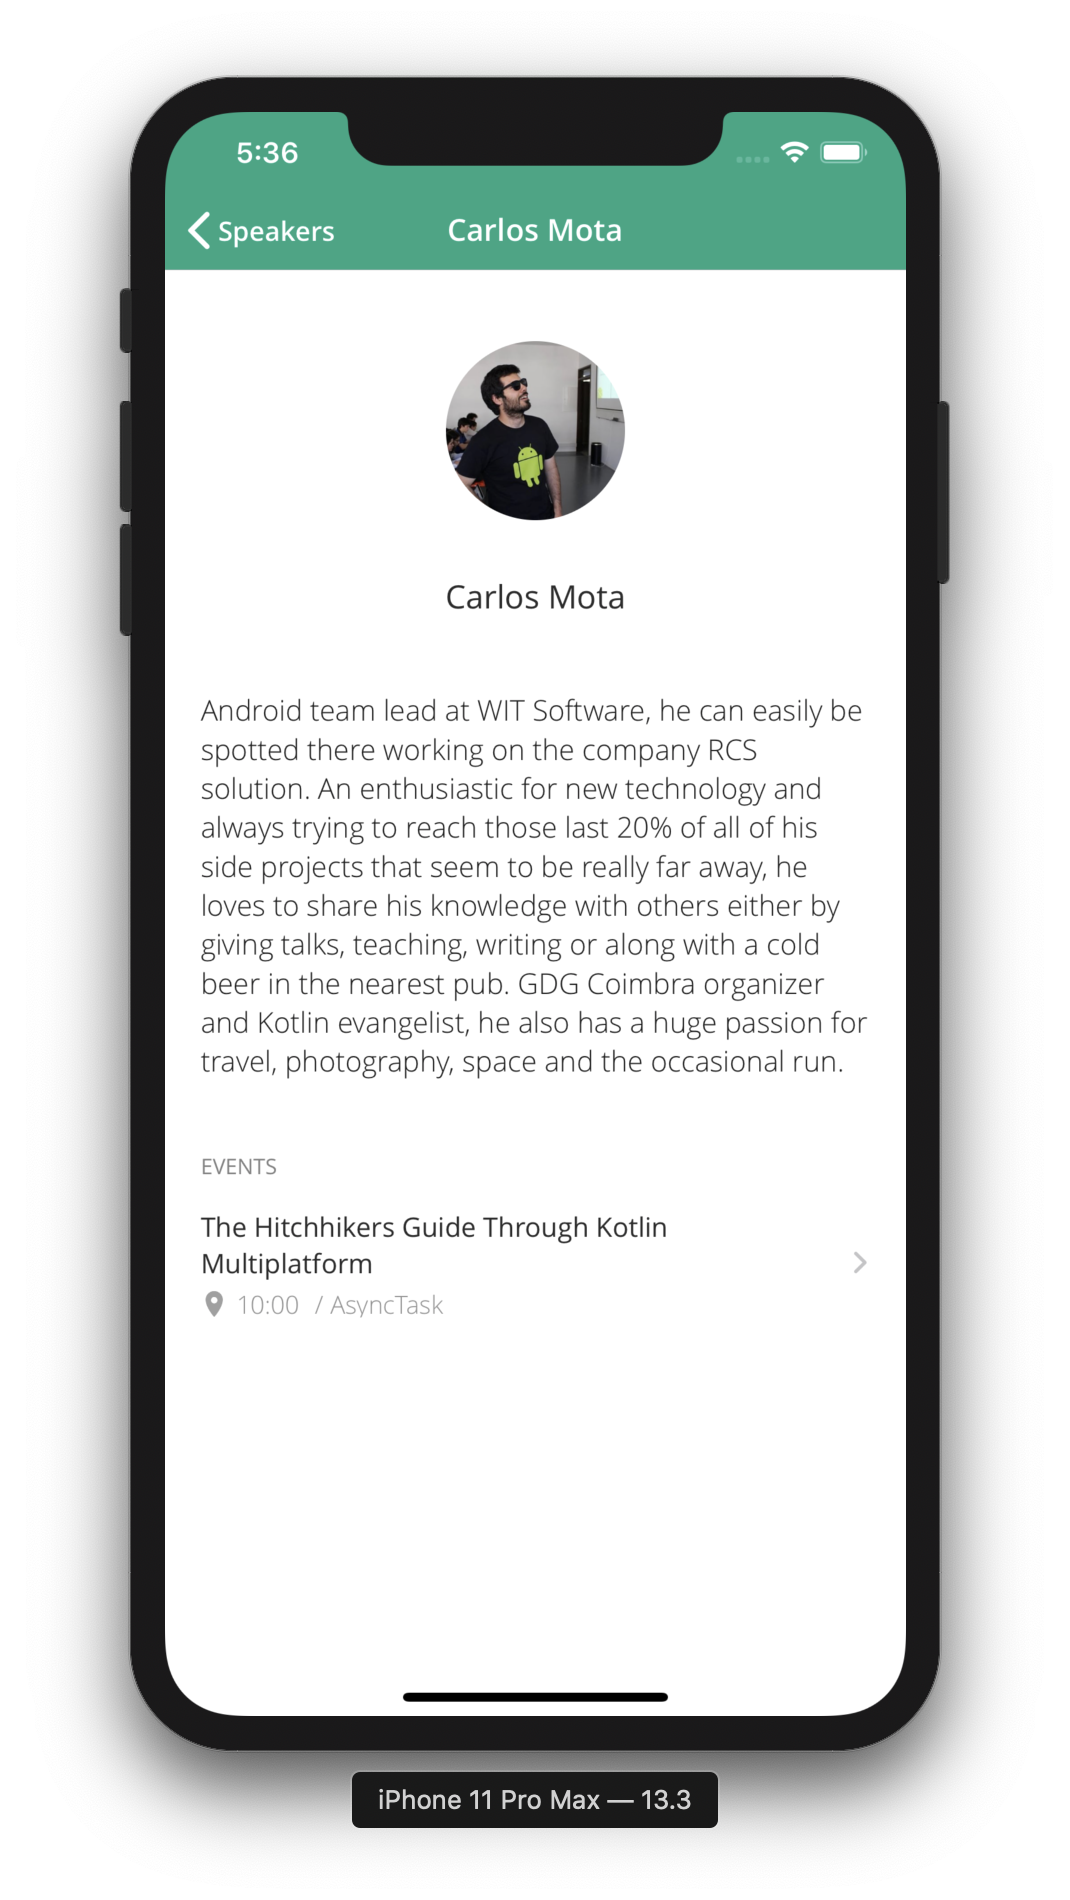 5:36
Speakers
Carlos Mota
Carlos Mota
Android team lead at WIT Software, he can easily be
spotted there working on the company RCS
solution. An enthusiastic for new technology and
always trying to reach those last 20% of all of his
side projects that seem to be really far away, he
loves to share his knowledge with others either by
giving talks, teaching, writing or along with a cold
beer in the nearest pub. GDG Coimbra organizer
and Kotlin evangelist, he also has a huge passion for
travel, photography, space and the occasional run.
EVENTS
The Hitchhikers Guide Through Kotlin
Multiplatform
10:00 / AsyncTask
iPhone 11 Pro Max — 13.3